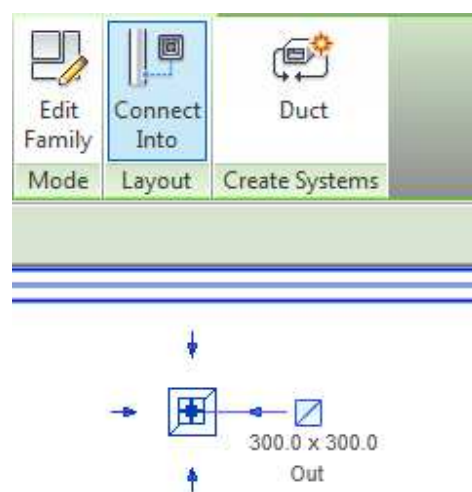 Edit
Family
Connect
Into
Duct
Mode
Layout
Create Systems
300.0 x 300.0
Out